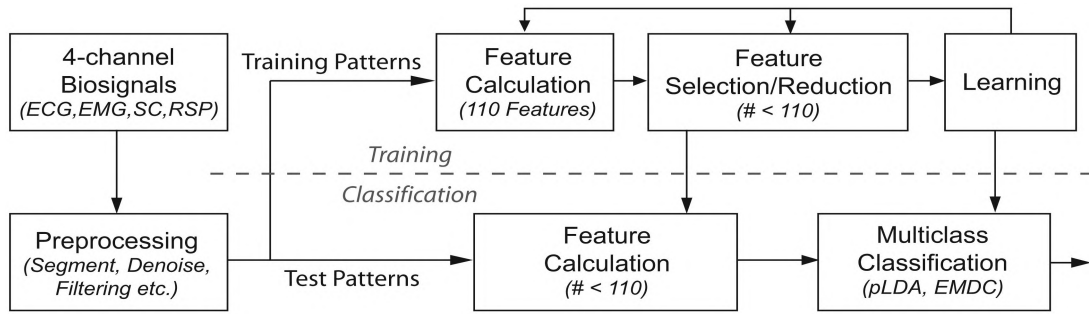 4-channel
Biosignals
(ECG,EMG,SC,RSP)
Training Patterns
Feature
Calculation
(110 Features)
Feature
Selection/Reduction
(# < 110)
Learning
Training
Classification
Preprocessing
(Segment, Denoise,
Filtering etc.)
Test Patterns
Feature
Calculation
(# < 110)
Multiclass
Classification
(pLDA, EMDC)